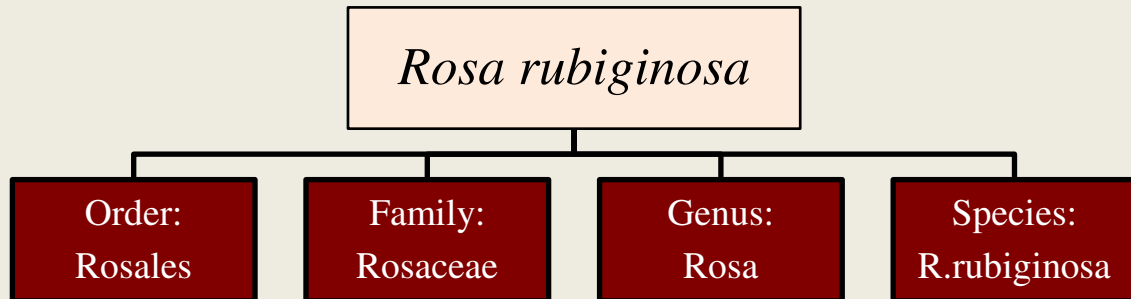 Rosa rubiginosa
Order:
Rosales
Family:
Rosaceae
Genus:
Rosa
Species:
R.rubiginosa